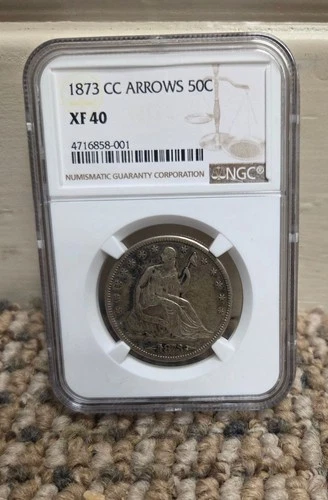 1873 CC ARROWS 50C
XF 40
4716858-001
NUMISMATIC GUARANTY CORPORATION
NGC®